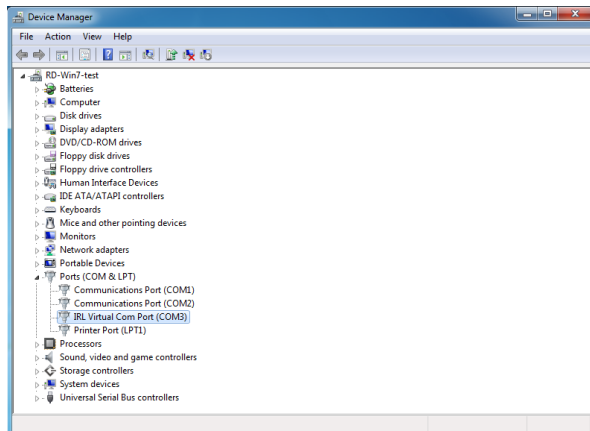 Device Manager
File Action View Help
RD-Win7-test
Batteries
Computer
Disk drives
Display adapters
DVD/CD-ROM drives
Floppy disk drives
Floppy drive controllers
Human Interface Devices
IDE ATA/ATAPI controllers
Keyboards
Mice and other pointing devices
Monitors
Network adapters
Portable Devices
Ports (COM & LPT)
Communications Port (COM1)
Communications Port (COM2)
IRL Virtual Com Port (COM3)
Printer Port (LPT1)
Processors
Sound, video and game controllers
Storage controllers
System devices
Universal Serial Bus controllers